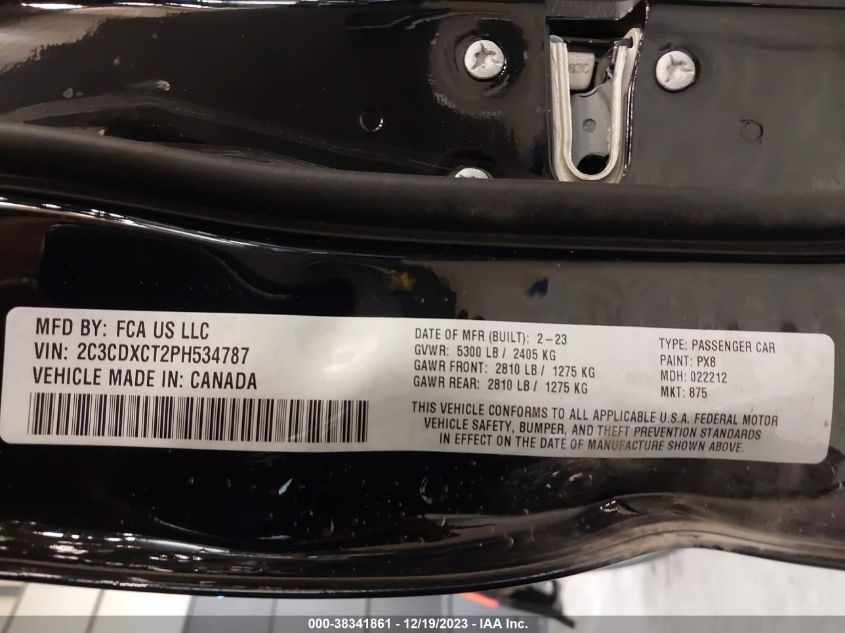 MFD BY: FCA US LLC
VIN: 2C3CDXCT2PH534787
VEHICLE MADE IN: CANADA
DATE OF MFR (BUILT): 2-23
GVWR: 5300 LB / 2405 KG
GAWR FRONT: 2810 LB / 1275 KG
GAWR REAR: 2810 LB / 1275 KG
TYPE: PASSENGER CAR
PAINT: PX8
MDH: 022212
MKT: 875
THIS VEHICLE CONFORMS TO ALL APPLICABLE U.S.A. FEDERAL MOTOR
VEHICLE SAFETY, BUMPER, AND THEFT PREVENTION STANDARDS
IN EFFECT ON THE DATE OF MANUFACTURE SHOWN ABOVE.
000-38341861 - 12/19/2023 - IAA Inc.